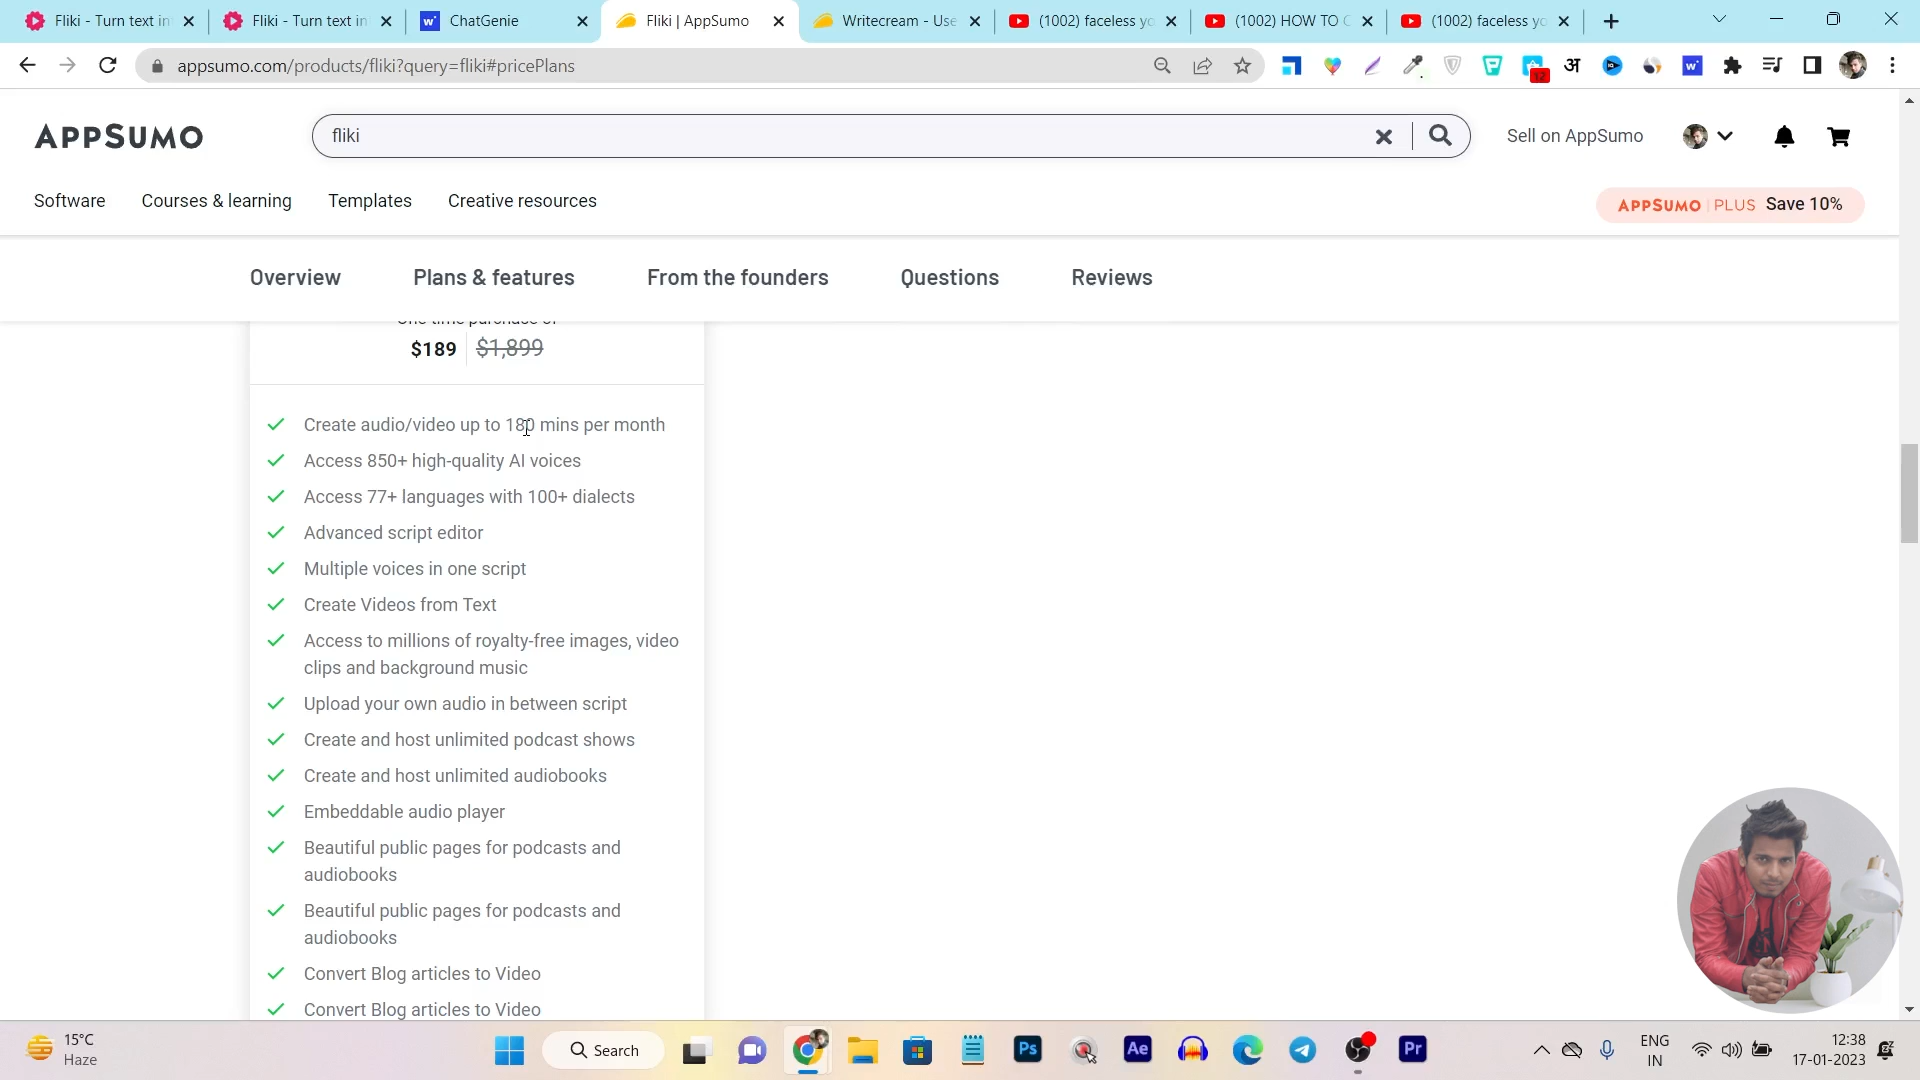 Fliki - Turn text in
Fliki - Turn text in
ChatGenie
Fliki | AppSumo
Writecream - Use
(1002) faceless yo
(1002) HOW TO C
(1002) faceless yo
appsumo.com/products/fliki?query=fliki#pricePlans
APPSUMO
fliki
Sell on AppSumo
Software
Courses & learning
Templates
Creative resources
APPSUMO | PLUS Save 10%
Overview
Plans & features
From the founders
Questions
Reviews
One-time purchase of
$189
$1,899
Create audio/video up to 180 mins per month
Access 850+ high-quality AI voices
Access 77+ languages with 100+ dialects
Advanced script editor
Multiple voices in one script
Create Videos from Text
Access to millions of royalty-free images, video
clips and background music
Upload your own audio in between script
Create and host unlimited podcast shows
Create and host unlimited audiobooks
Embeddable audio player
Beautiful public pages for podcasts and
audiobooks
Beautiful public pages for podcasts and
audiobooks
Convert Blog articles to Video
Convert Blog articles to Video
15°C
Haze
Search
Ps
Ae
Pr
ENG
IN
12:38
17-01-2023